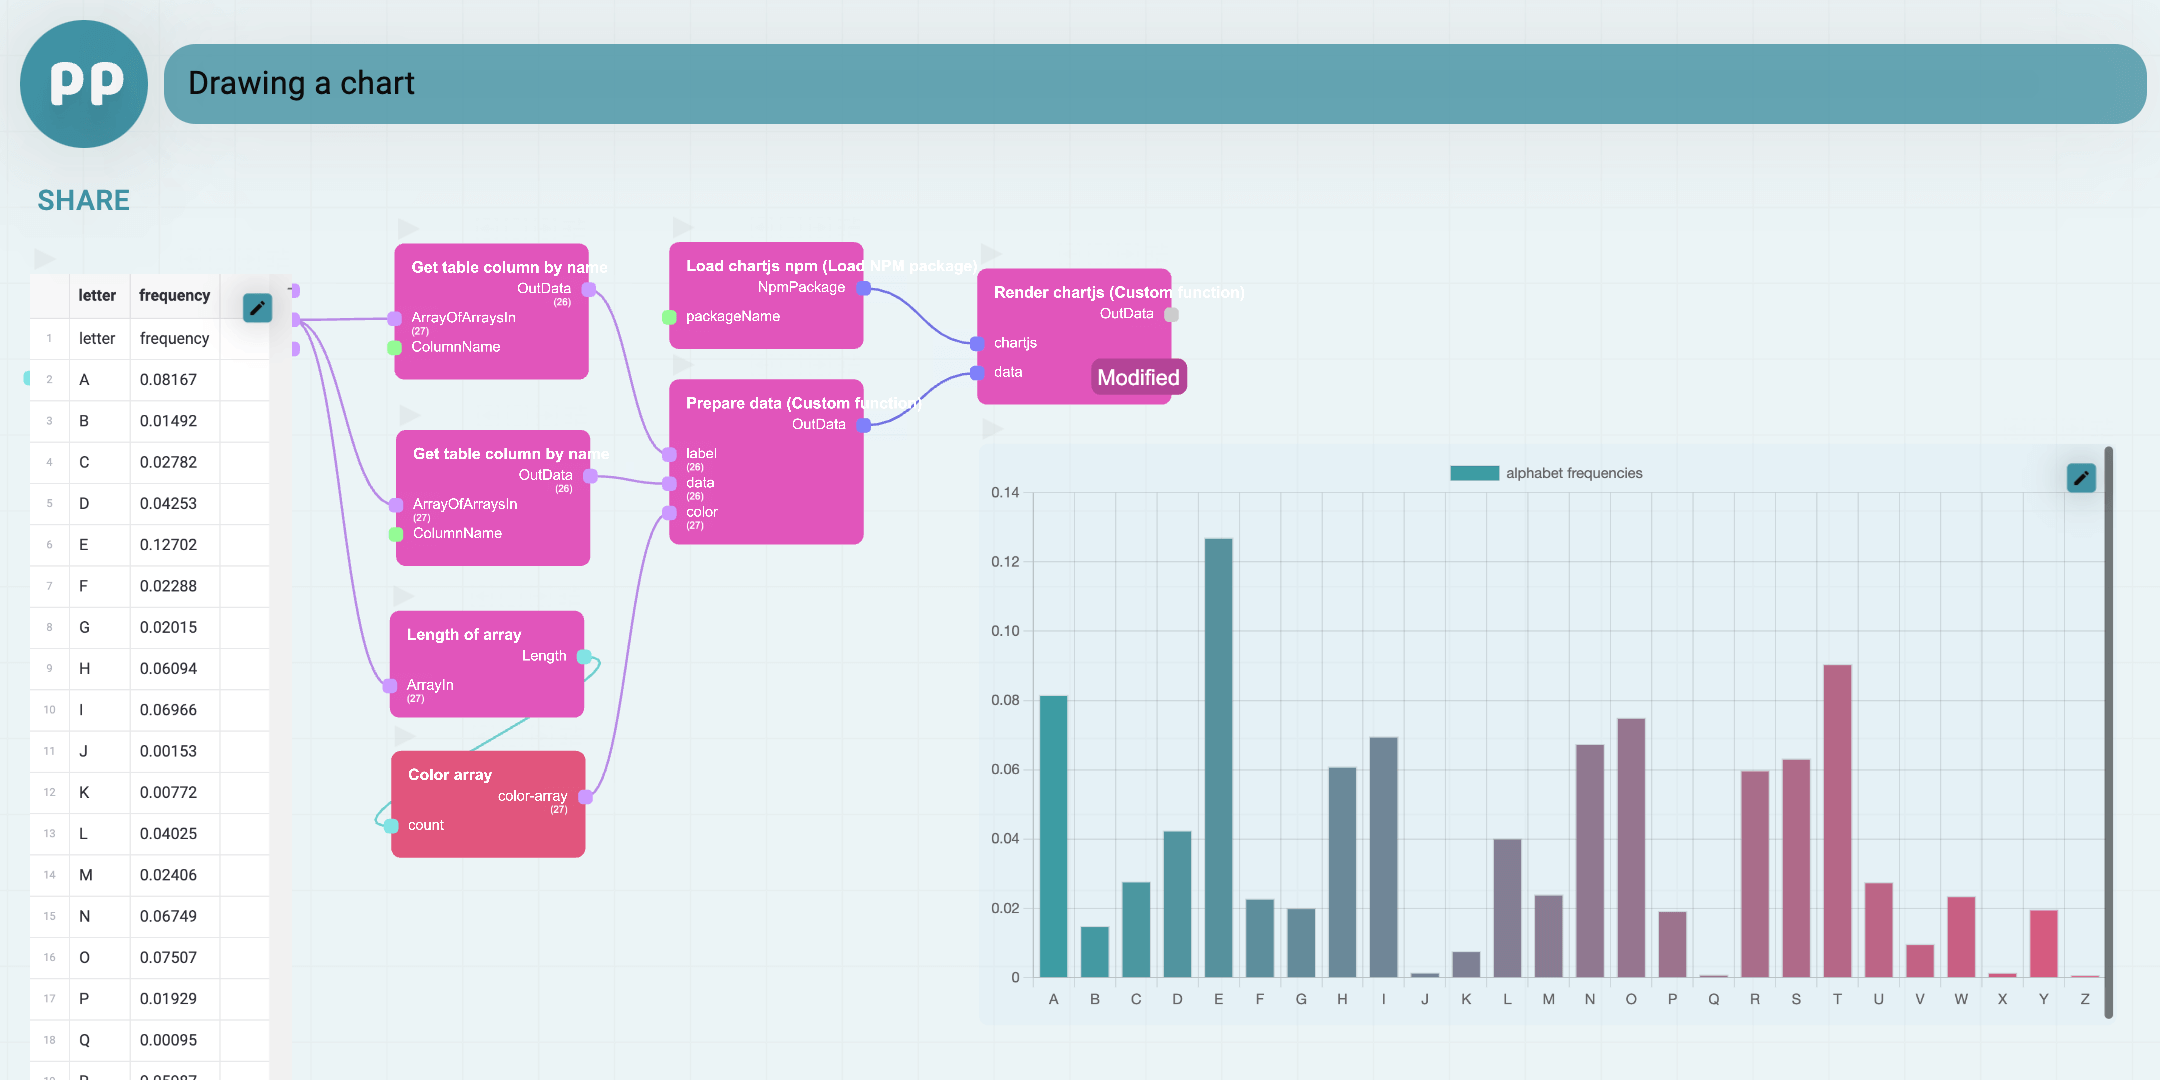 pp
Drawing a chart
SHARE
letter frequency
1 letter frequency
2 A 0.08167
3 B 0.01492
4 C 0.02782
5 D 0.04253
6 E 0.12702
7 F 0.02288
8 G 0.02015
9 H 0.06094
10 I 0.06966
11 J 0.00153
12 K 0.00772
13 L 0.04025
14 M 0.02406
15 N 0.06749
16 O 0.07507
17 P 0.01929
18 Q 0.00095
Get table column by name
OutData
(26)
ArrayOfArraysIn
(27)
ColumnName
Get table column by name
OutData
(26)
ArrayOfArraysIn
(27)
ColumnName
Length of array
Length
ArrayIn
(27)
Color array
color-array
(27)
count
Load chartjs npm (Load NPM package)
NpmPackage
packageName
Prepare data (Custom function)
OutData
label
(26)
data
(26)
color
(27)
Render chartjs (Custom function)
OutData
chartjs
data
Modified
alphabet frequencies
0.14
0.12
0.10
0.08
0.06
0.04
0.02
0
A B C D E F G H I J K L M N O P Q R S T U V W X Y Z